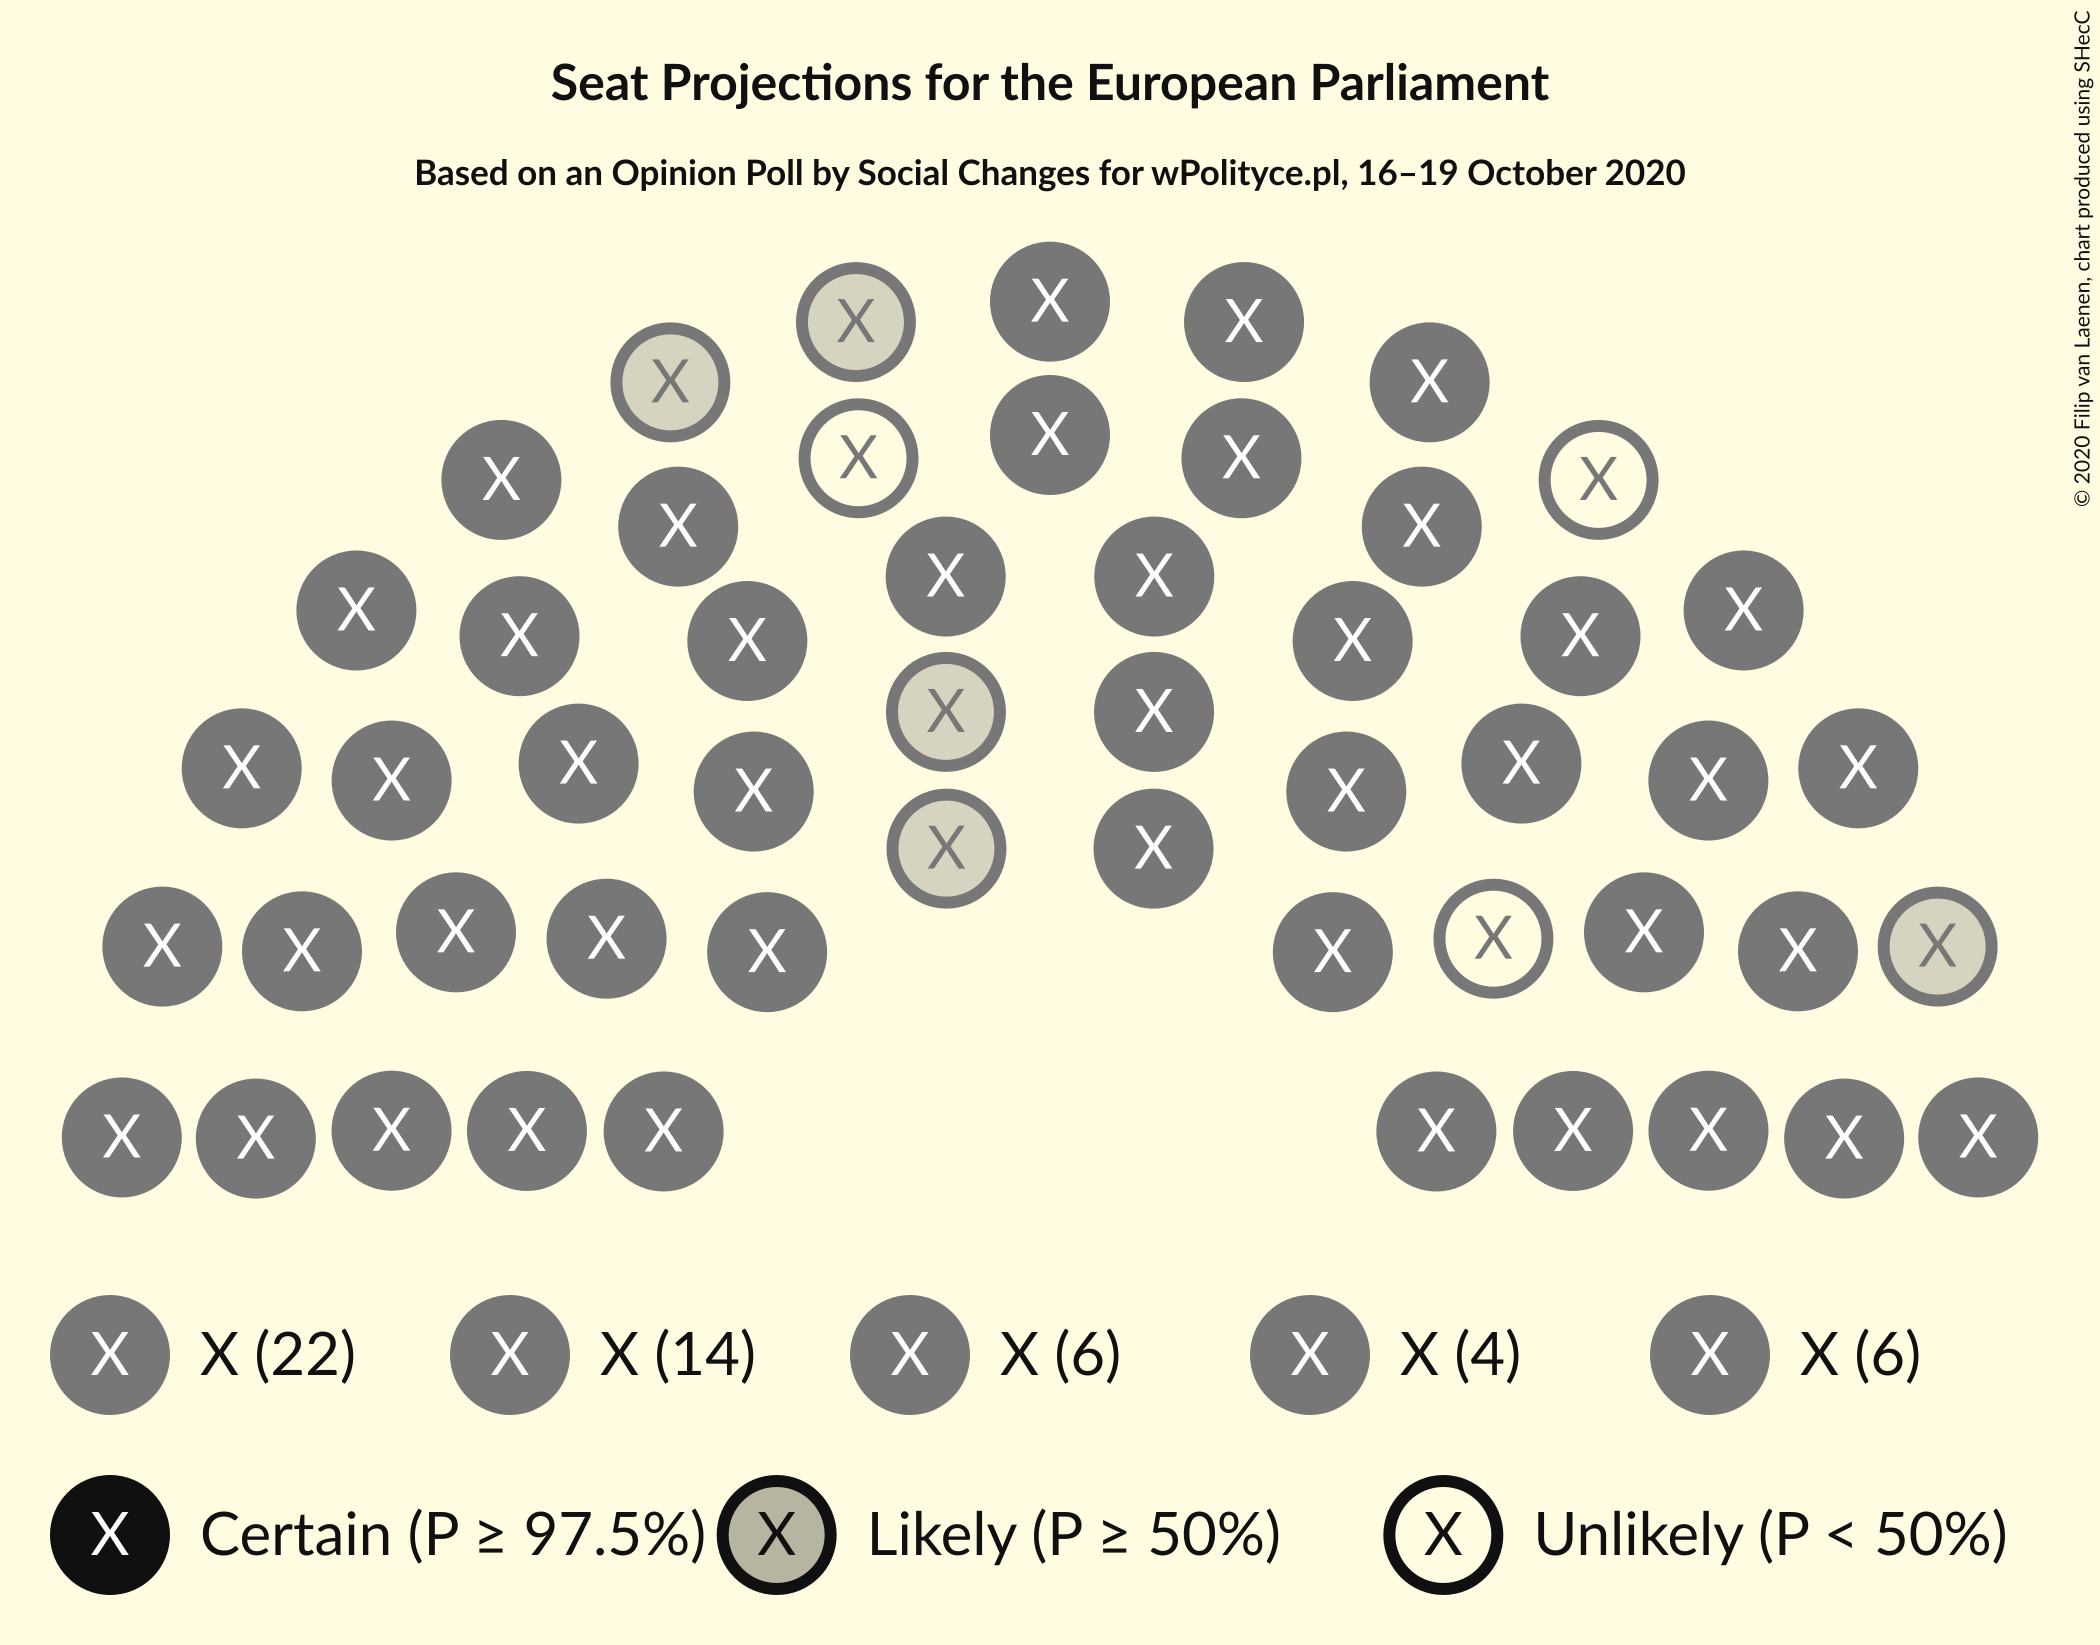 Seat Projections for the European Parliament
Based on an Opinion Poll by Social Changes for wPolityce.pl, 16–19 October 2020
© 2020 Filip van Laenen, chart produced using SHecC
X
X X
X X
X
X X
X X
X X
X X
X X
X X X X
X X
X X X X X X X X
X X
X X X X X X X X X X
X X X X X X X X X X
X X (22) X X (14) X X (6) X X (4) X X (6)
X Certain (P ≥ 97.5%) X Likely (P ≥ 50%) X Unlikely (P < 50%)